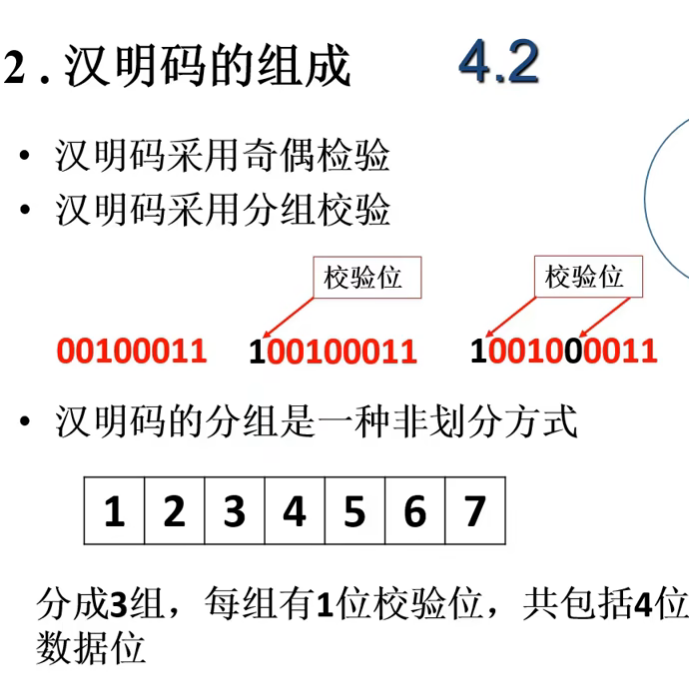 2 . 汉明码的组成 4.2
• 汉明码采用奇偶检验
• 汉明码采用分组校验
校验位 校验位
00100011 100100011 1001000011
• 汉明码的分组是一种非划分方式
1 2 3 4 5 6 7
分成3组，每组有1位校验位，共包括4位
数据位